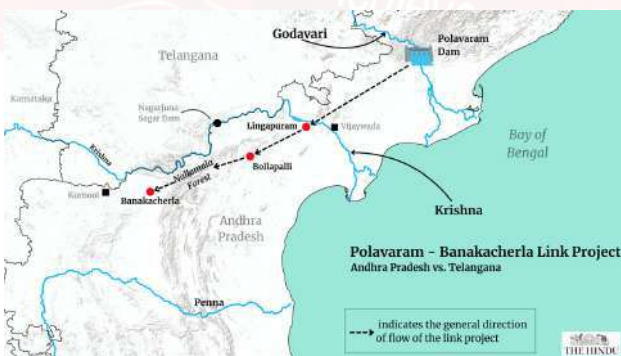 Godavari
Polavaram
Dam
Telangana
Karnataka
Nagarjuna
Sagar Dam
Lingapuram
Vijaywada
Bay of
Bengal
Krishna
Bollapalli
Nallamala
Forest
Kurnool
Banakacherla
Krishna
Andhra
Pradesh
Polavaram - Banakacherla Link Project
Andhra Pradesh vs. Telangana
Penna
indicates the general direction
of flow of the link project
THE HINDU